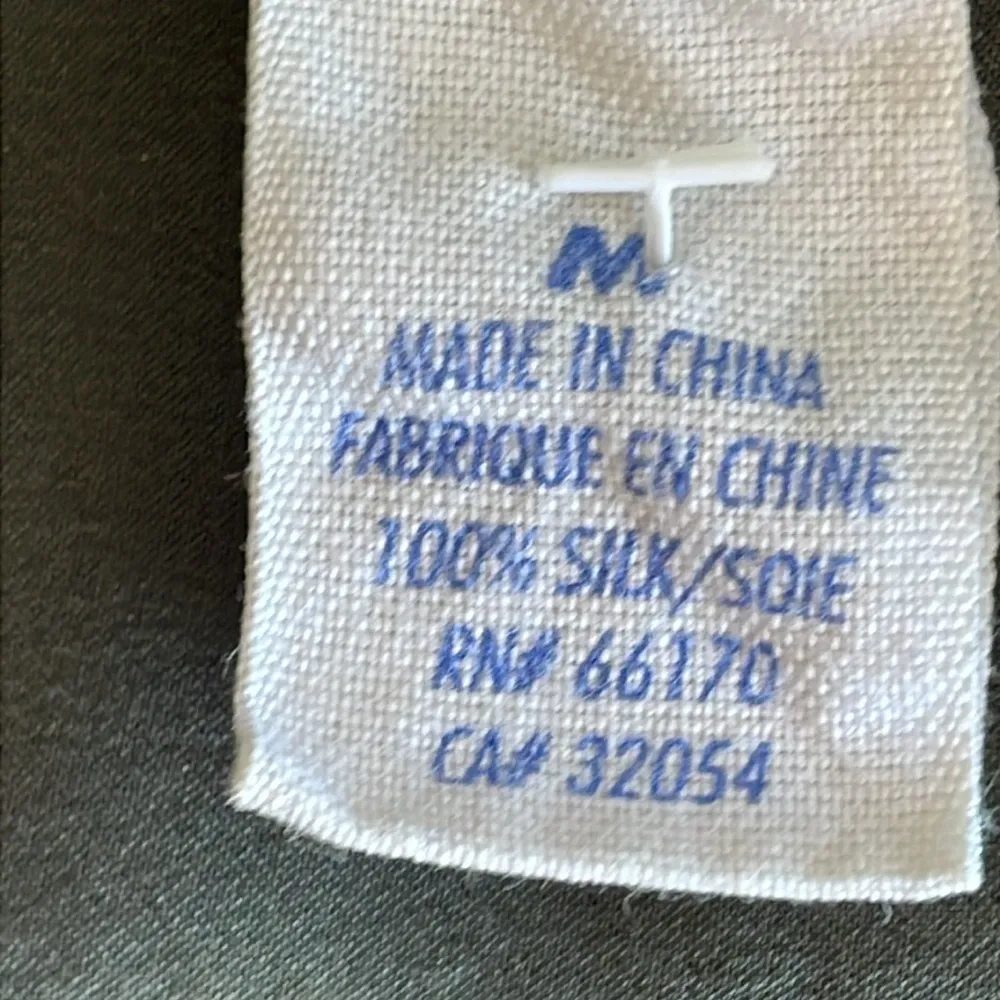 M
MADE IN CHINA
FABRIQUE EN CHINE
100% SILK/SOIE
RN# 66170
CA# 32054